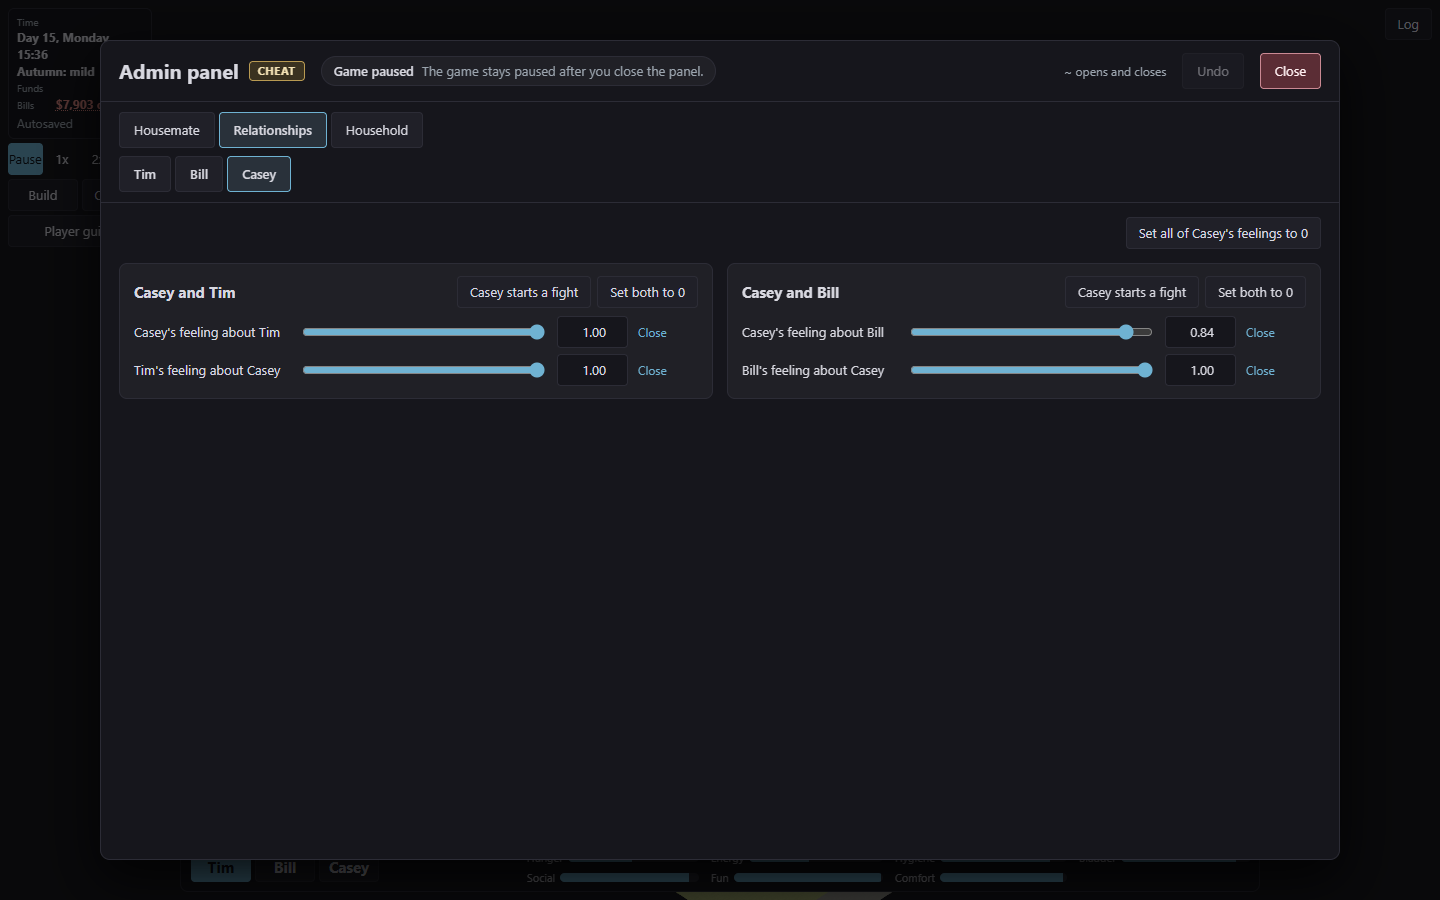 Time
Day 15, Monday
15:36
Autumn: mild
Funds
Bills $7,903
Autosaved
Pause 1x
Build
Player gui
Log
Admin panel CHEAT Game paused The game stays paused after you close the panel. ~ opens and closes Undo Close
Housemate Relationships Household
Tim Bill Casey
Set all of Casey's feelings to 0
Casey and Tim Casey starts a fight Set both to 0
Casey's feeling about Tim 1.00 Close
Tim's feeling about Casey 1.00 Close
Casey and Bill Casey starts a fight Set both to 0
Casey's feeling about Bill 0.84 Close
Bill's feeling about Casey 1.00 Close
Tim Bill Casey
Social Fun Comfort